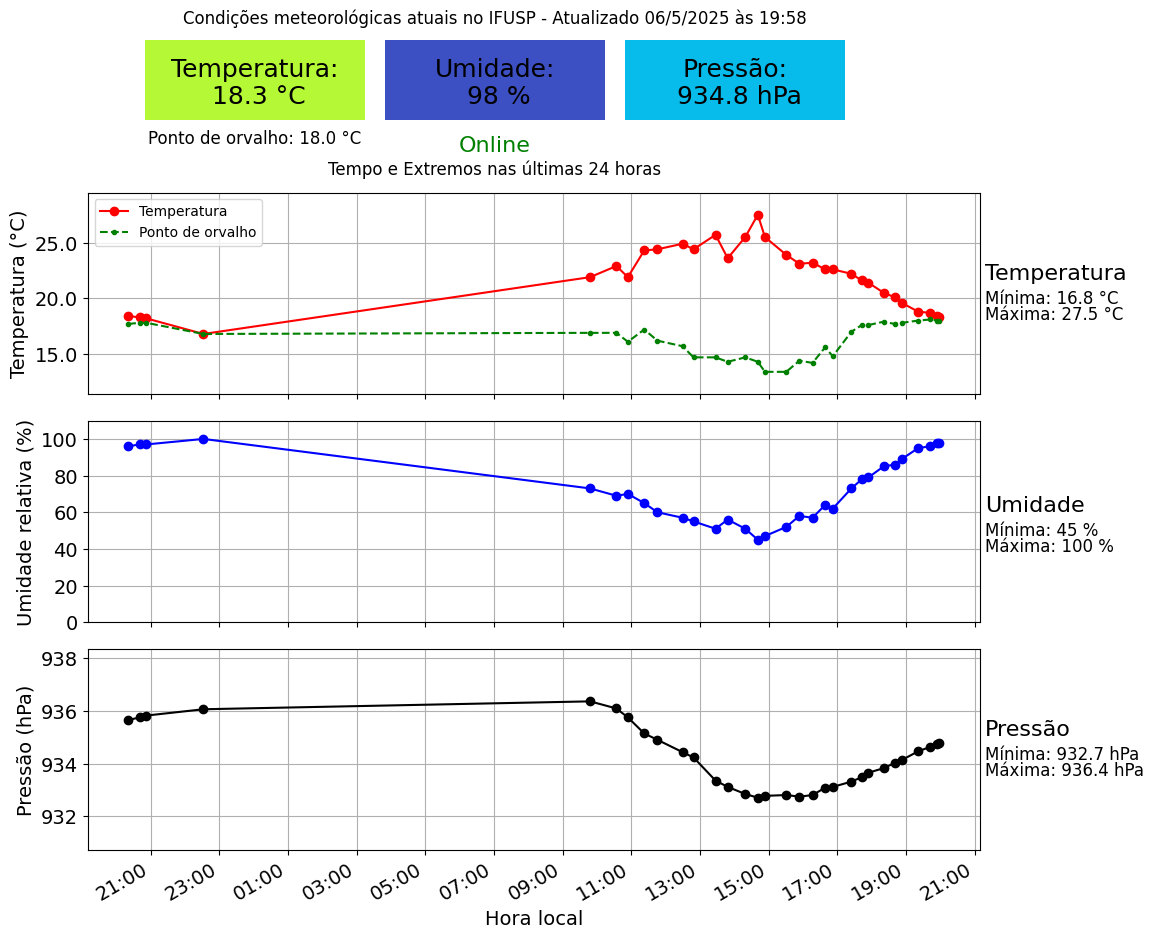 Condições meteorológicas atuais no IFUSP - Atualizado 06/5/2025 às 19:58
Temperatura:
18.3 °C
Umidade:
98 %
Pressão:
934.8 hPa
Ponto de orvalho: 18.0 °C
Online
Tempo e Extremos nas últimas 24 horas
Temperatura (°C)
25.0
20.0
15.0
Temperatura
Ponto de orvalho
Temperatura
Mínima: 16.8 °C
Máxima: 27.5 °C
Umidade relativa (%)
100
80
60
40
20
0
Umidade
Mínima: 45 %
Máxima: 100 %
Pressão (hPa)
938
936
934
932
Pressão
Mínima: 932.7 hPa
Máxima: 936.4 hPa
21:00
23:00
01:00
03:00
05:00
07:00
09:00
11:00
13:00
15:00
17:00
19:00
21:00
Hora local